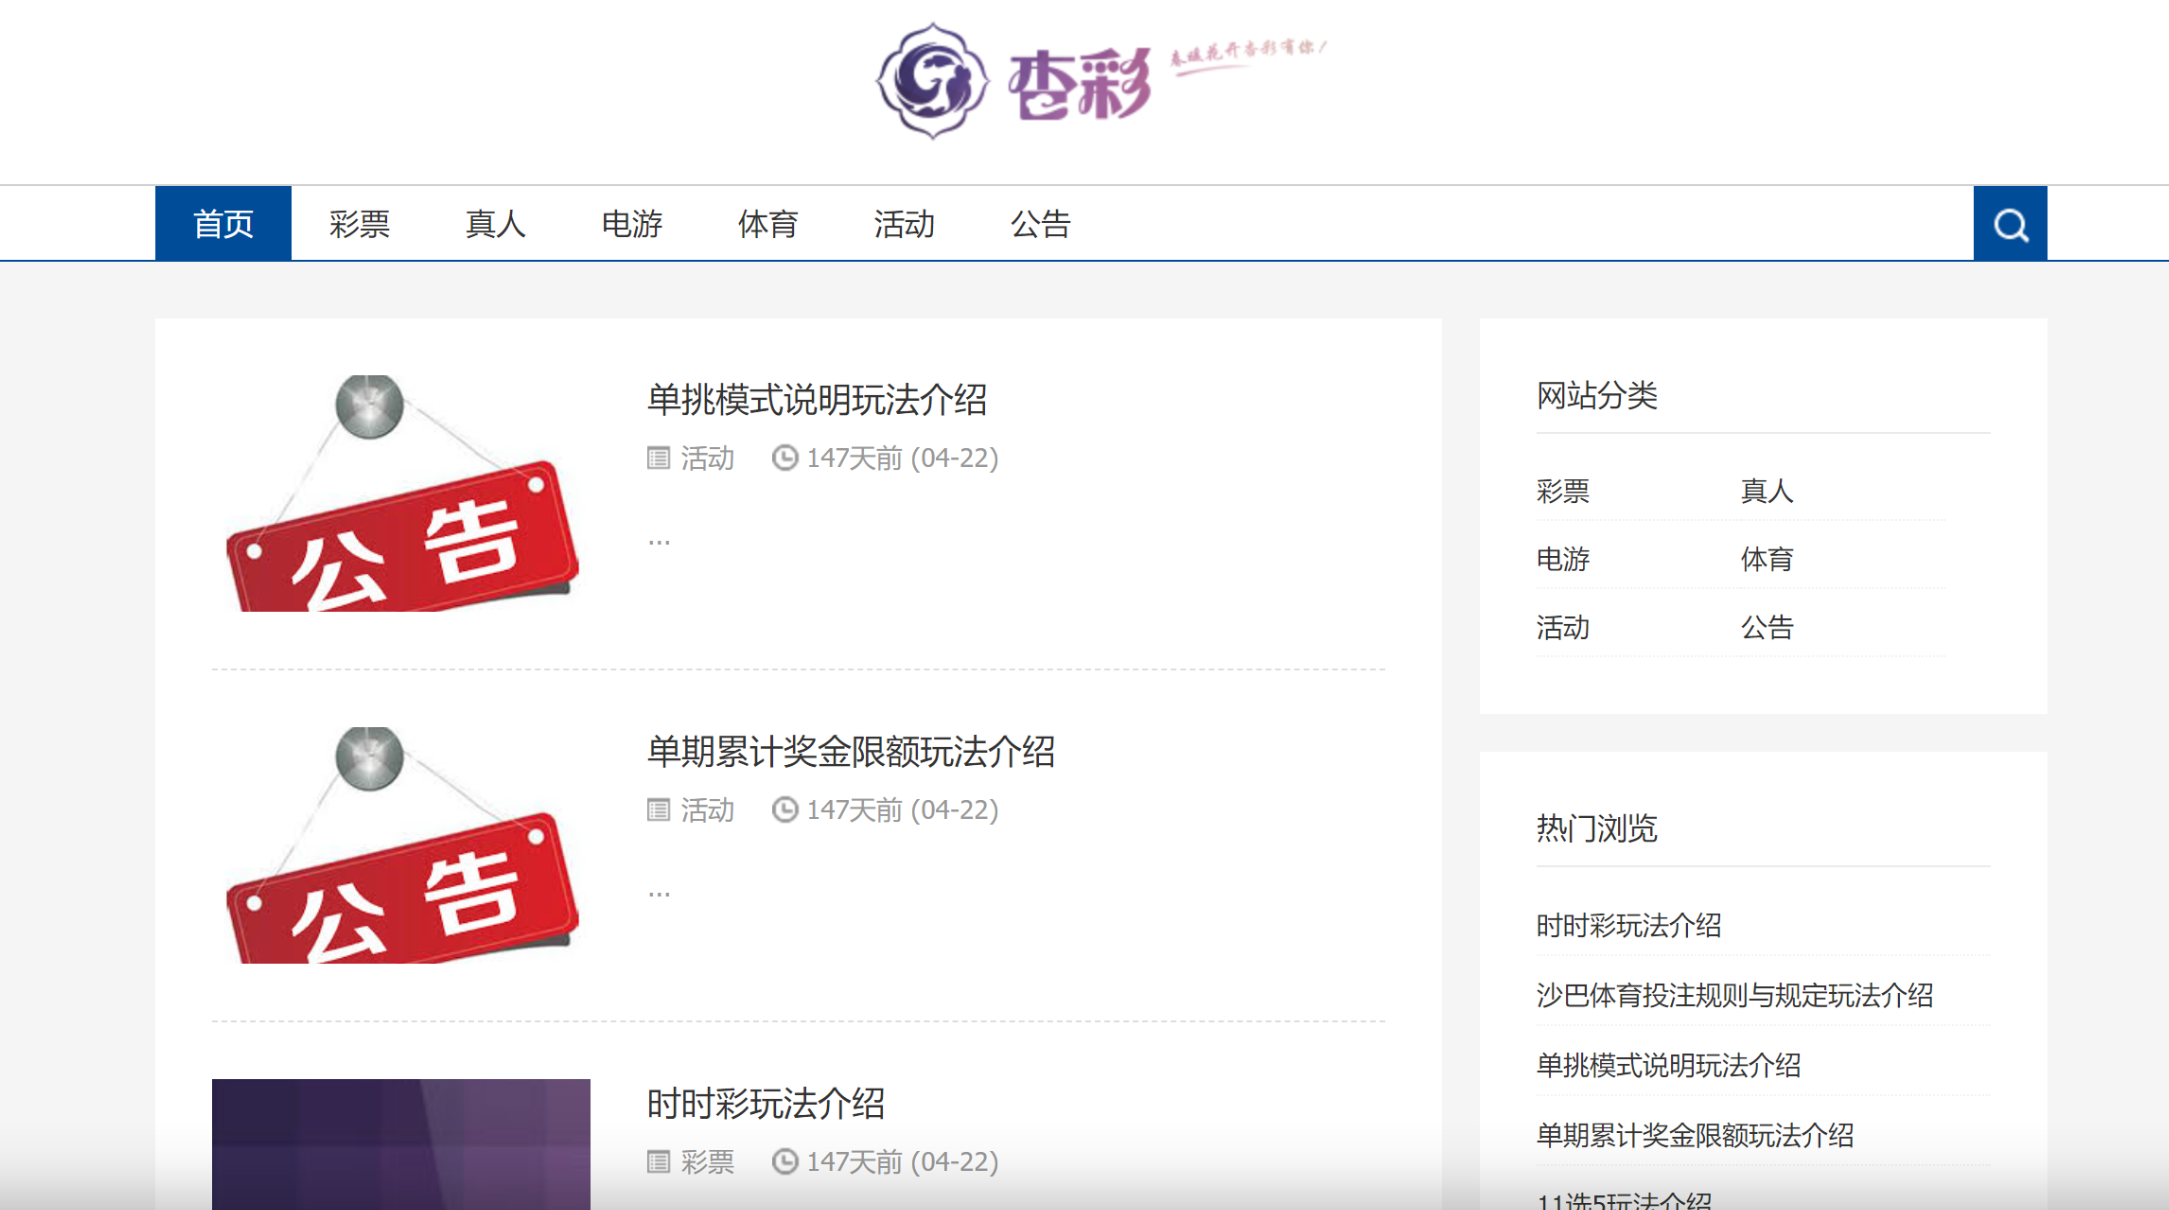 杏彩
春暖花开杏彩有你!
首页 彩票 真人 电游 体育 活动 公告
公告
单挑模式说明玩法介绍
活动 147天前 (04-22)
...
公告
单期累计奖金限额玩法介绍
活动 147天前 (04-22)
...
时时彩玩法介绍
彩票 147天前 (04-22)
网站分类
彩票 真人
电游 体育
活动 公告
热门浏览
时时彩玩法介绍
沙巴体育投注规则与规定玩法介绍
单挑模式说明玩法介绍
单期累计奖金限额玩法介绍
11选5玩法介绍